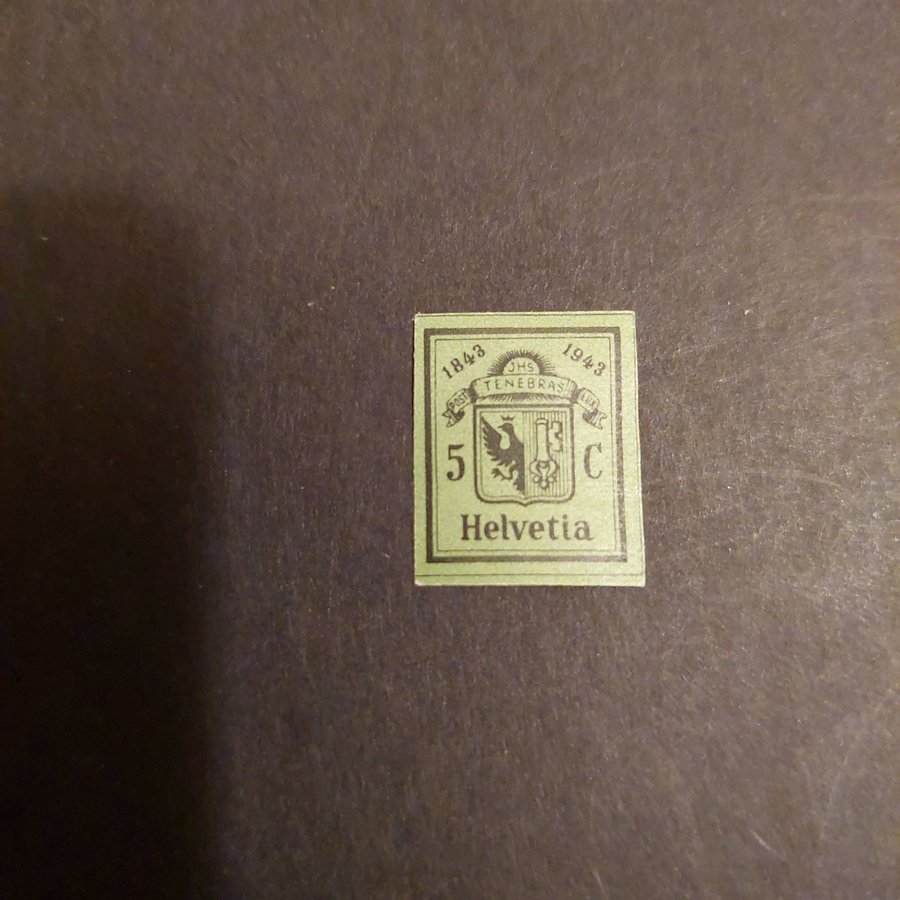 1843 1943
JHS
POST TENEBRAS LUX
5 C
Helvetia